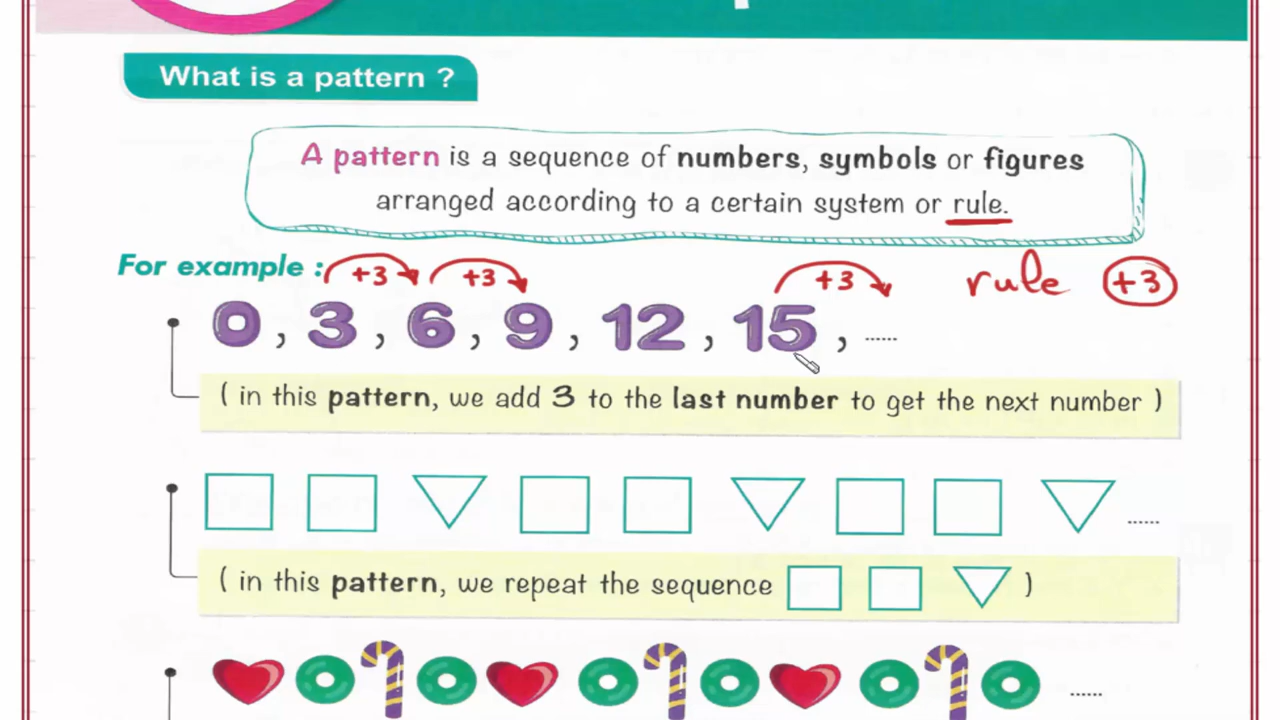 What is a pattern ?
A pattern is a sequence of numbers, symbols or figures
arranged according to a certain system or rule.
For example :
+3 +3 +3 rule +3
0 , 3 , 6 , 9 , 12 , 15 , ......
( in this pattern, we add 3 to the last number to get the next number )
......
( in this pattern, we repeat the sequence )
......